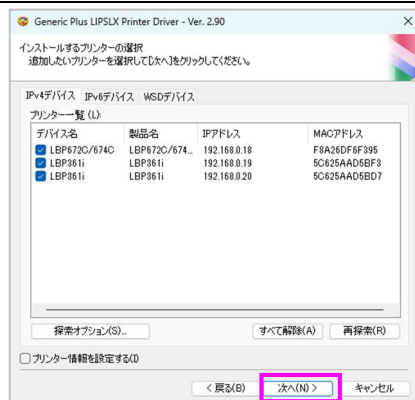 Generic Plus LIPSLX Printer Driver - Ver. 2.90
インストールするプリンターの選択
追加したいプリンターを選択して[次へ]をクリックしてください。
IPv4デバイス IPv6デバイス WSDデバイス
プリンター一覧(L):
デバイス名 製品名 IPアドレス MACアドレス
LBP672C/674C LBP672C/674... 192.168.0.18 F8A26DF6F395
LBP361i LBP361i 192.168.0.19 5C625AAD5BF3
LBP361i LBP361i 192.168.0.20 5C625AAD5BD7
探索オプション(S)... すべて解除(A) 再探索(R)
プリンター情報を設定する(I)
< 戻る(B) 次へ(N) > キャンセル